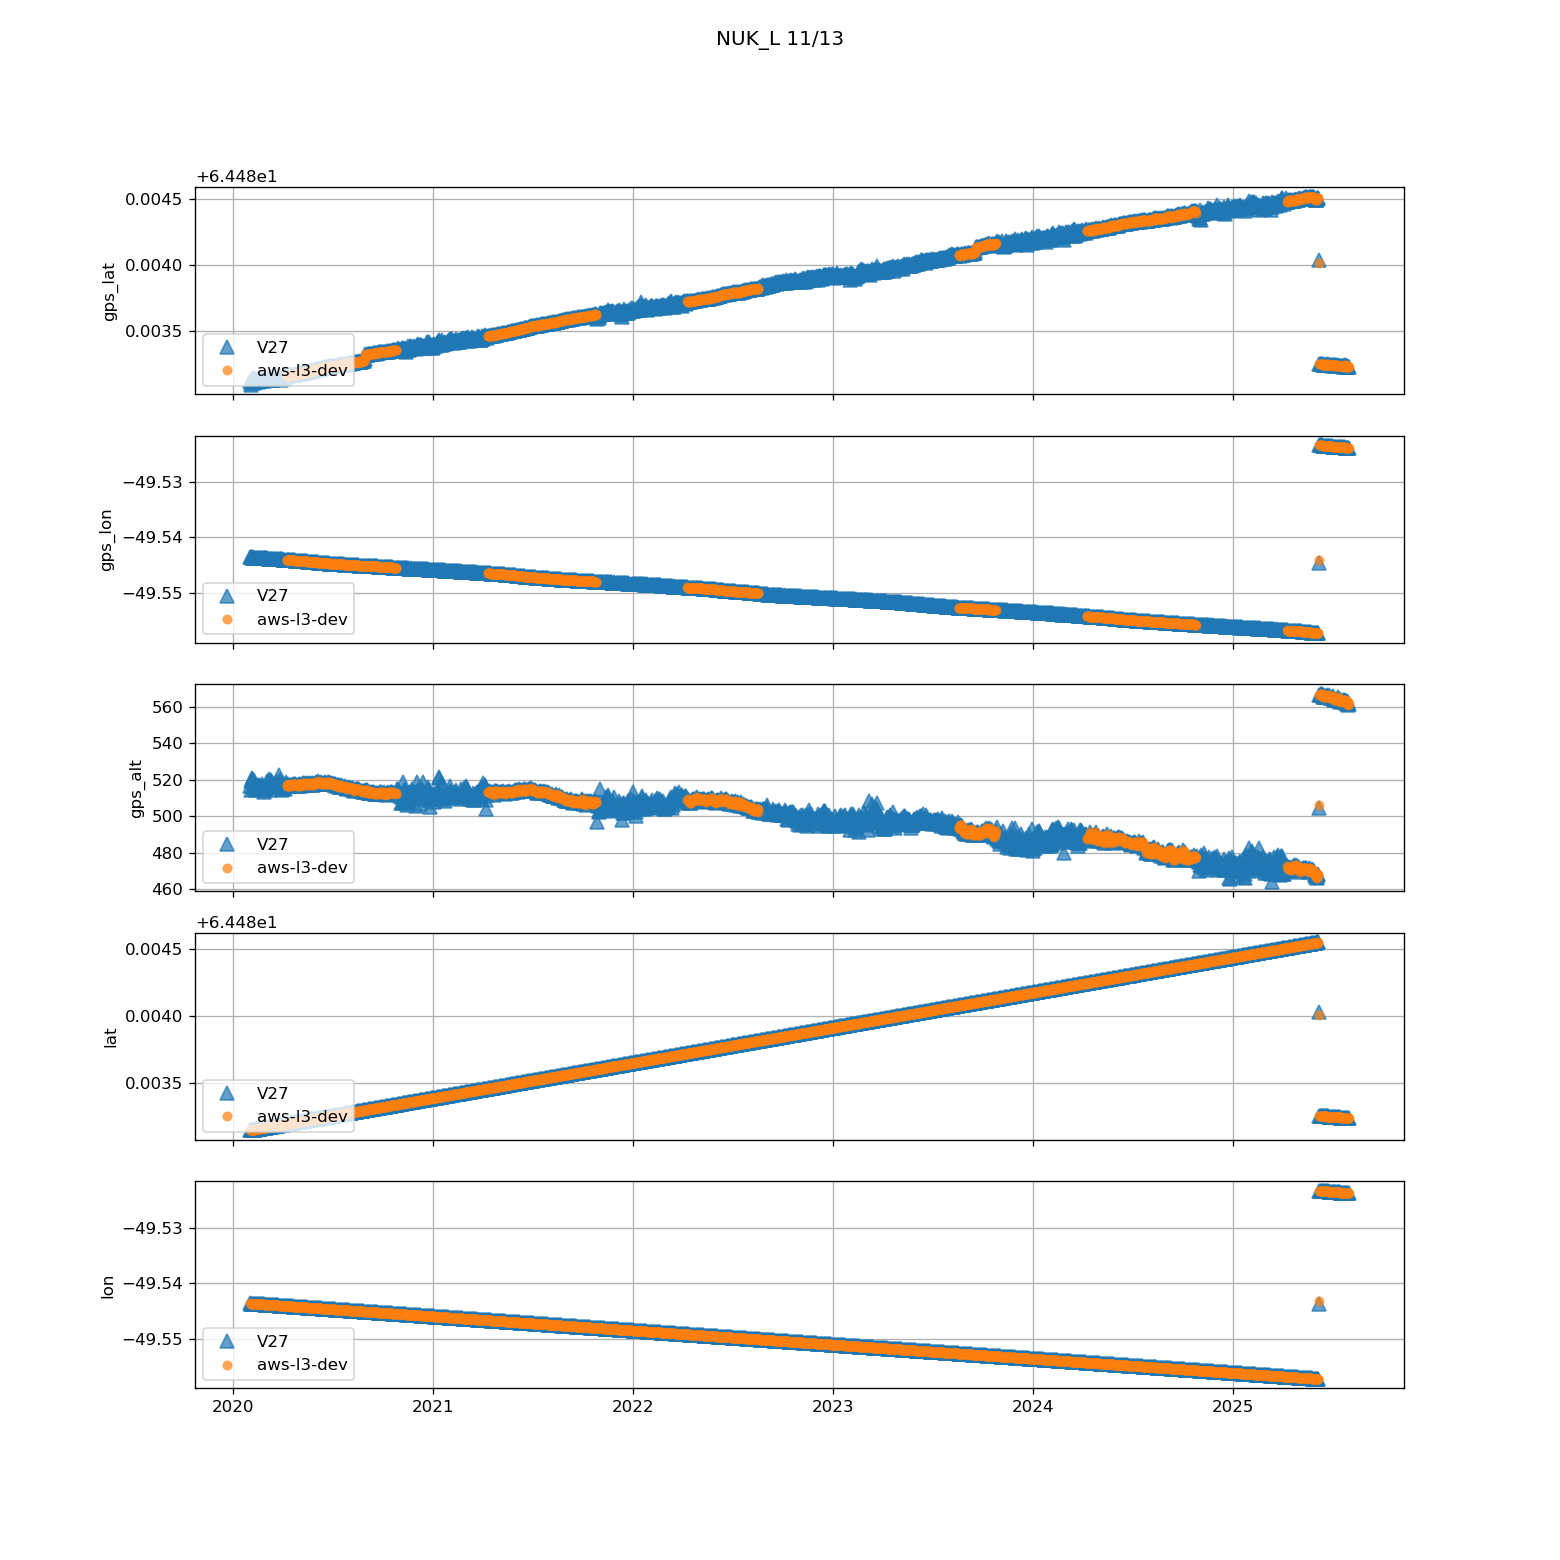 NUK_L 11/13
+6.448e1
0.0045
0.0040
0.0035
gps_lat
V27
aws-l3-dev
−49.53
−49.54
−49.55
gps_lon
V27
aws-l3-dev
560
540
520
500
480
460
gps_alt
V27
aws-l3-dev
+6.448e1
0.0045
0.0040
0.0035
lat
V27
aws-l3-dev
−49.53
−49.54
−49.55
lon
V27
aws-l3-dev
2020 2021 2022 2023 2024 2025